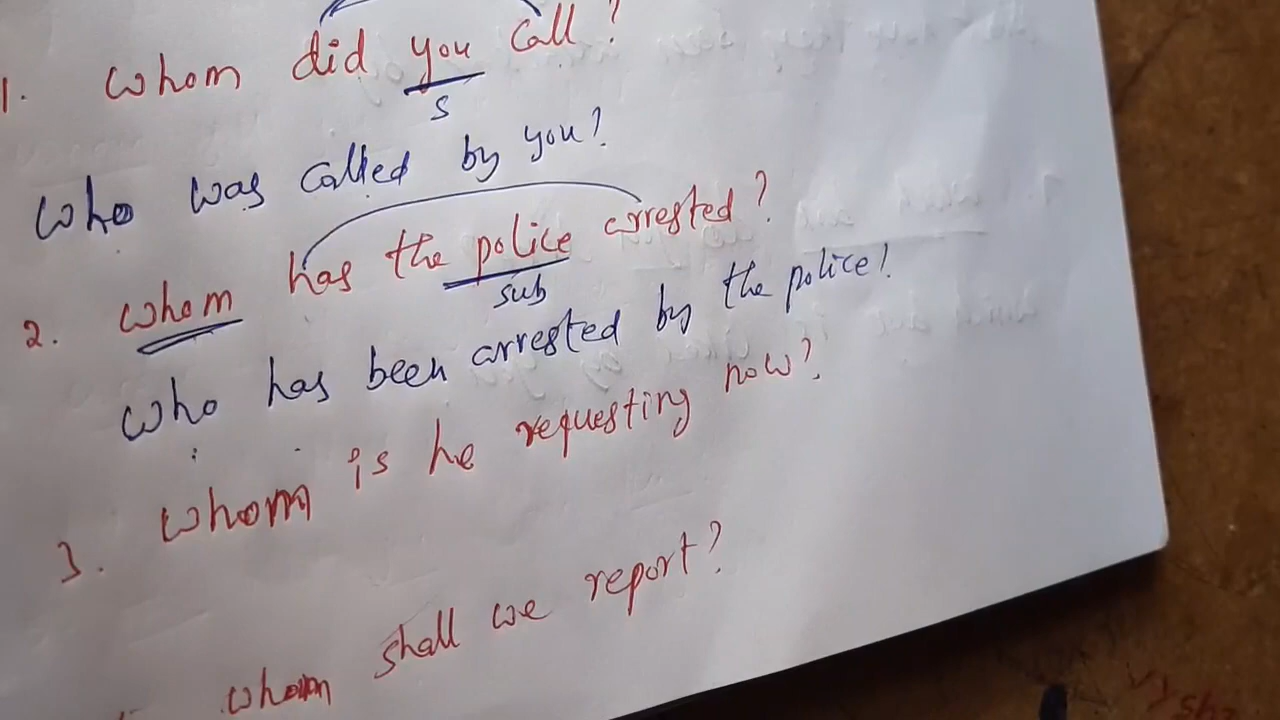 1. Whom did you call?
S
Who was called by you?
2. Whom has the police arrested?
sub
Who has been arrested by the police?
3. Whom is he requesting now?
Whom shall we report?